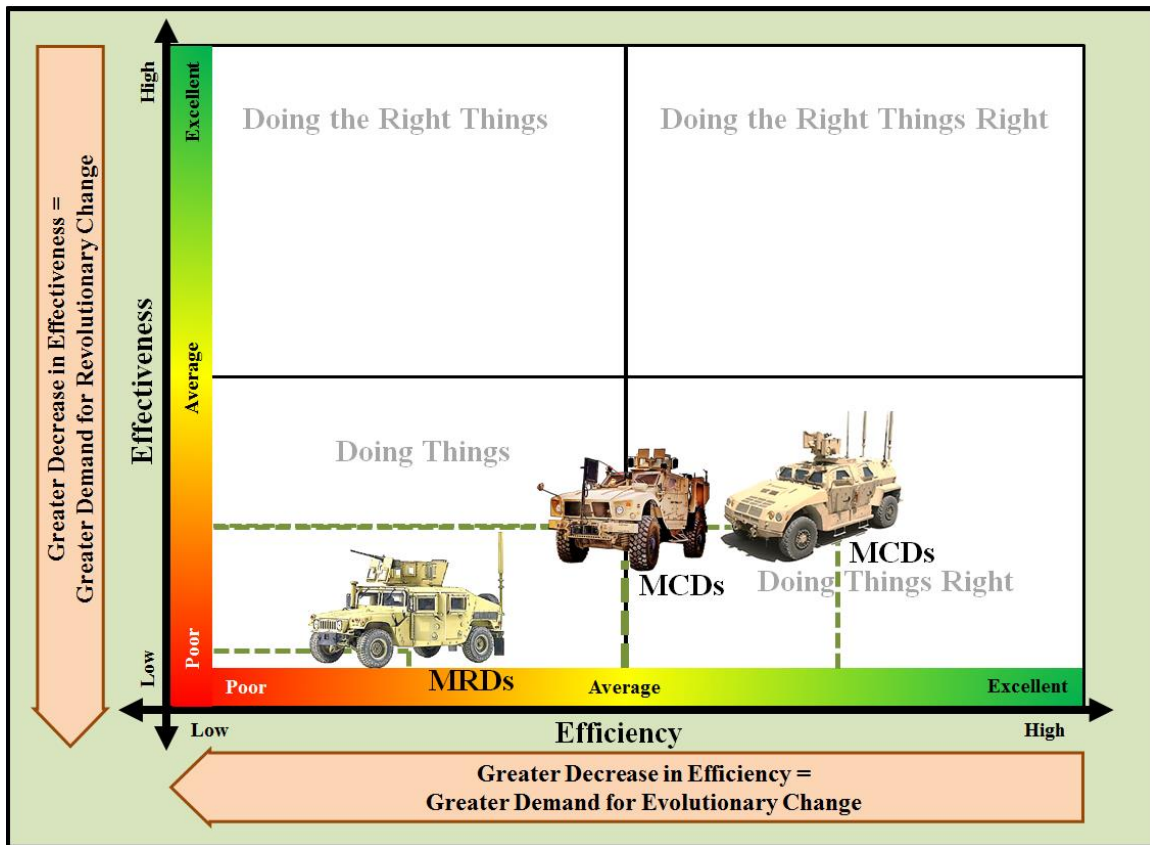 Greater Decrease in Effectiveness =
Greater Demand for Revolutionary Change
Effectiveness
High
Low
Excellent
Average
Poor
Doing the Right Things
Doing the Right Things Right
Doing Things
MCDs
MCDs
Doing Things Right
MRDs
Poor
Average
Excellent
Low
Efficiency
High
Greater Decrease in Efficiency =
Greater Demand for Evolutionary Change